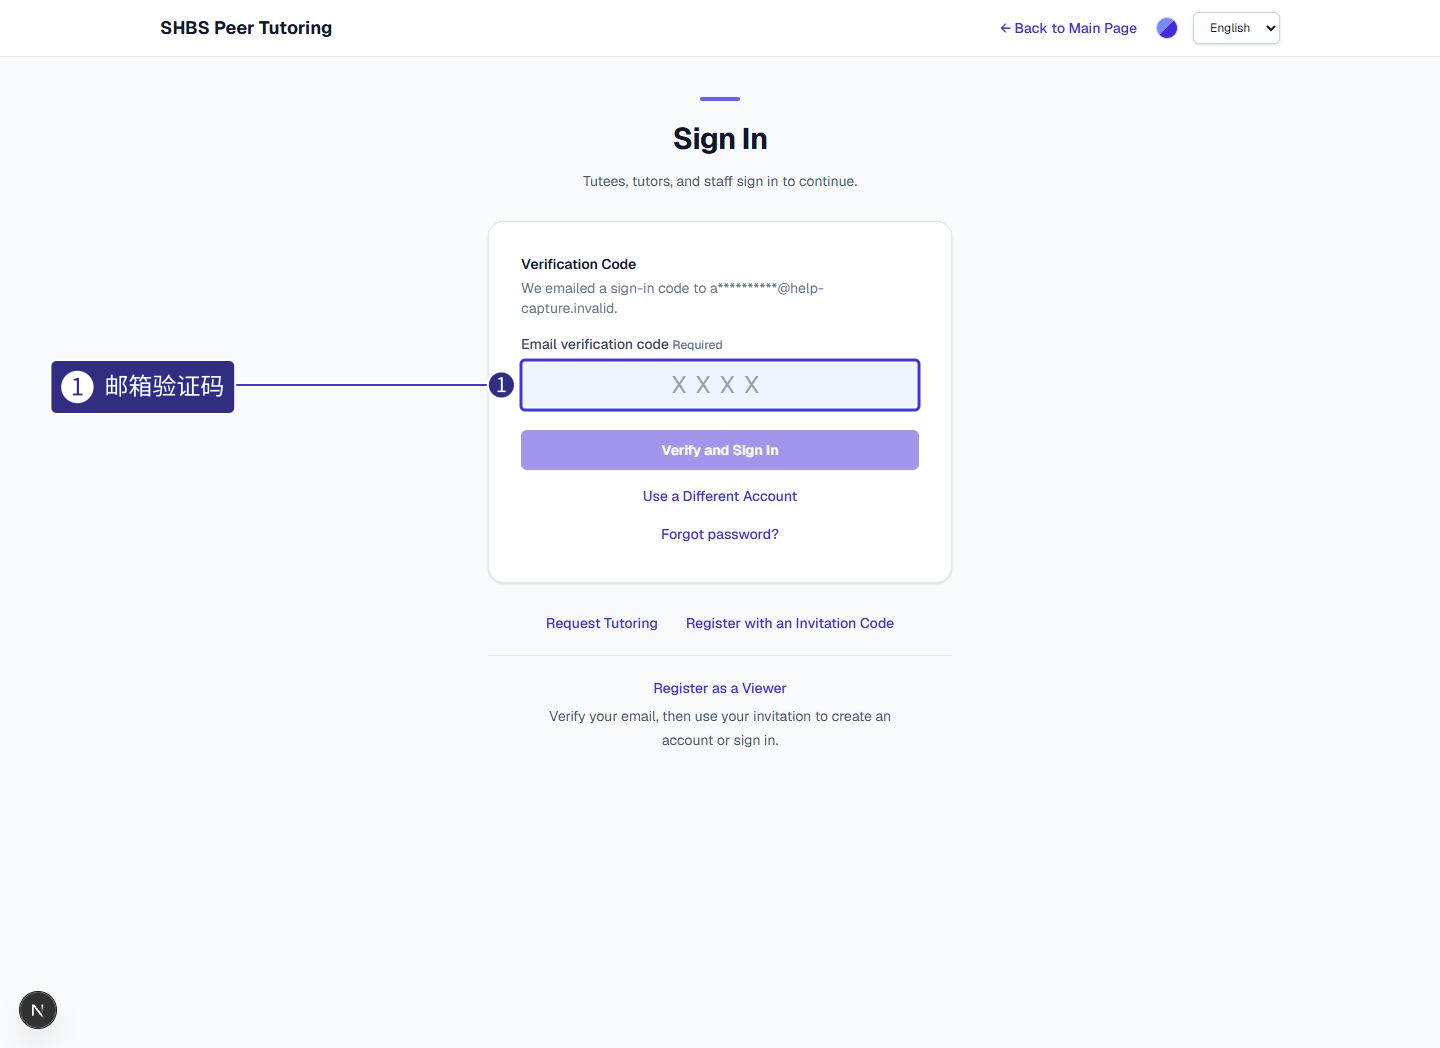 SHBS Peer Tutoring
← Back to Main Page
English
Sign In
Tutees, tutors, and staff sign in to continue.
Verification Code
We emailed a sign-in code to a**********@help-
capture.invalid.
Email verification code Required
1 邮箱验证码
1
X X X X
Verify and Sign In
Use a Different Account
Forgot password?
Request Tutoring
Register with an Invitation Code
Register as a Viewer
Verify your email, then use your invitation to create an
account or sign in.
N